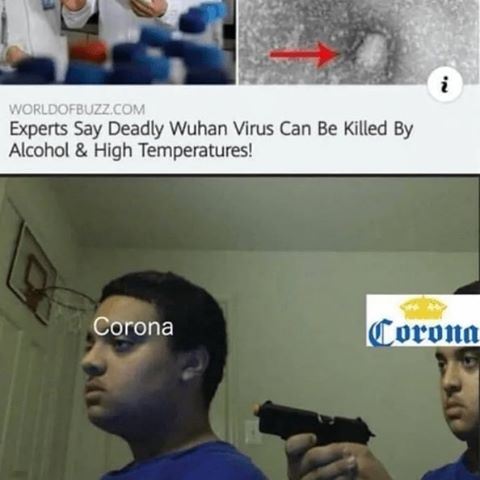 i
WORLDOFBUZZ.COM
Experts Say Deadly Wuhan Virus Can Be Killed By
Alcohol & High Temperatures!
Corona
Corona